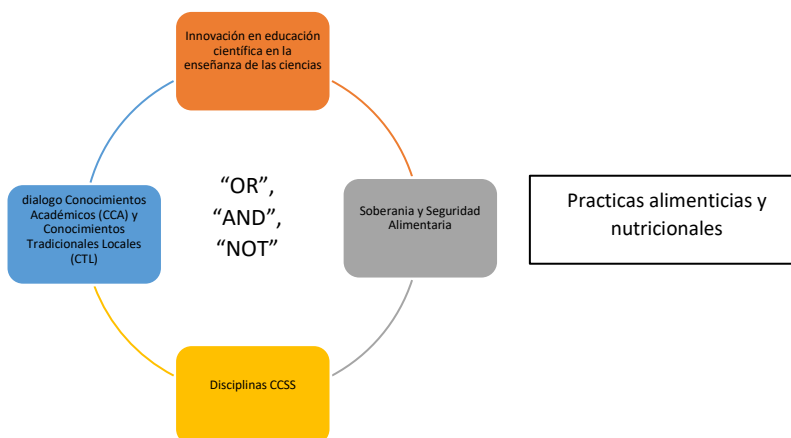 Innovación en educación
científica en la
enseñanza de las ciencias
dialogo Conocimientos
Académicos (CCA) y
Conocimientos
Tradicionales Locales
(CTL)
“OR”,
“AND”,
“NOT”
Soberania y Seguridad
Alimentaria
Practicas alimenticias y
nutricionales
Disciplinas CCSS